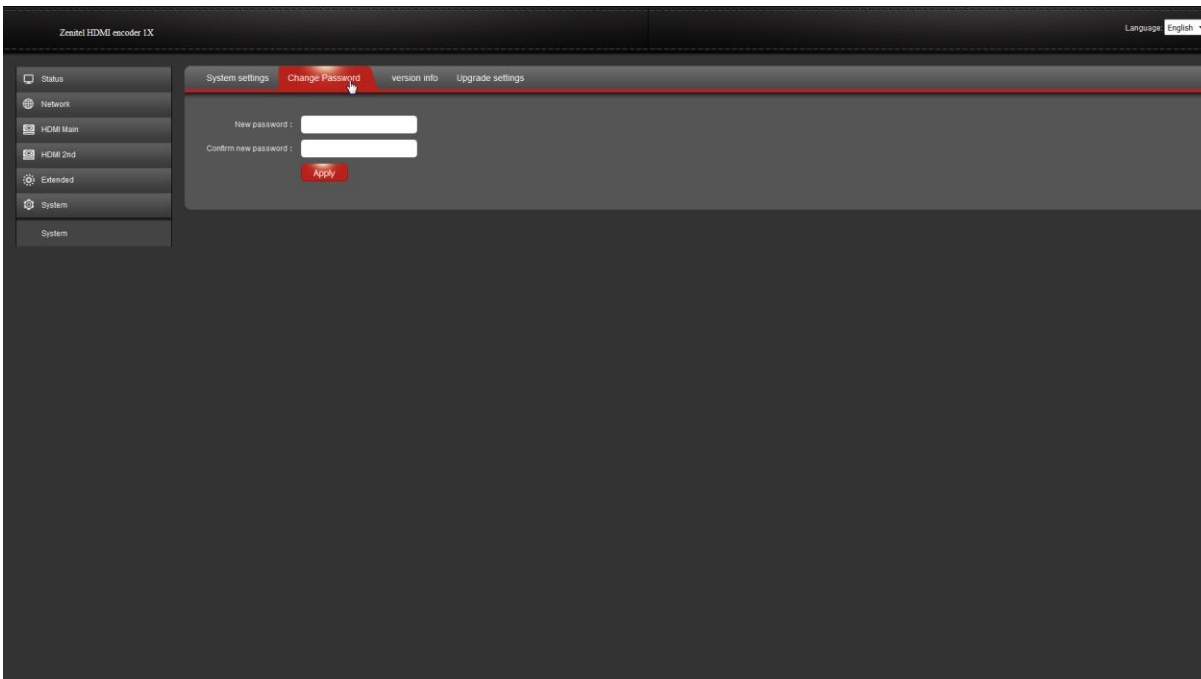 Zenitel HDMI encoder 1X
Language: English
Status
Network
HDMI Main
HDMI 2nd
Extended
System
System
System settings Change Password version info Upgrade settings
New password :
Confirm new password :
Apply